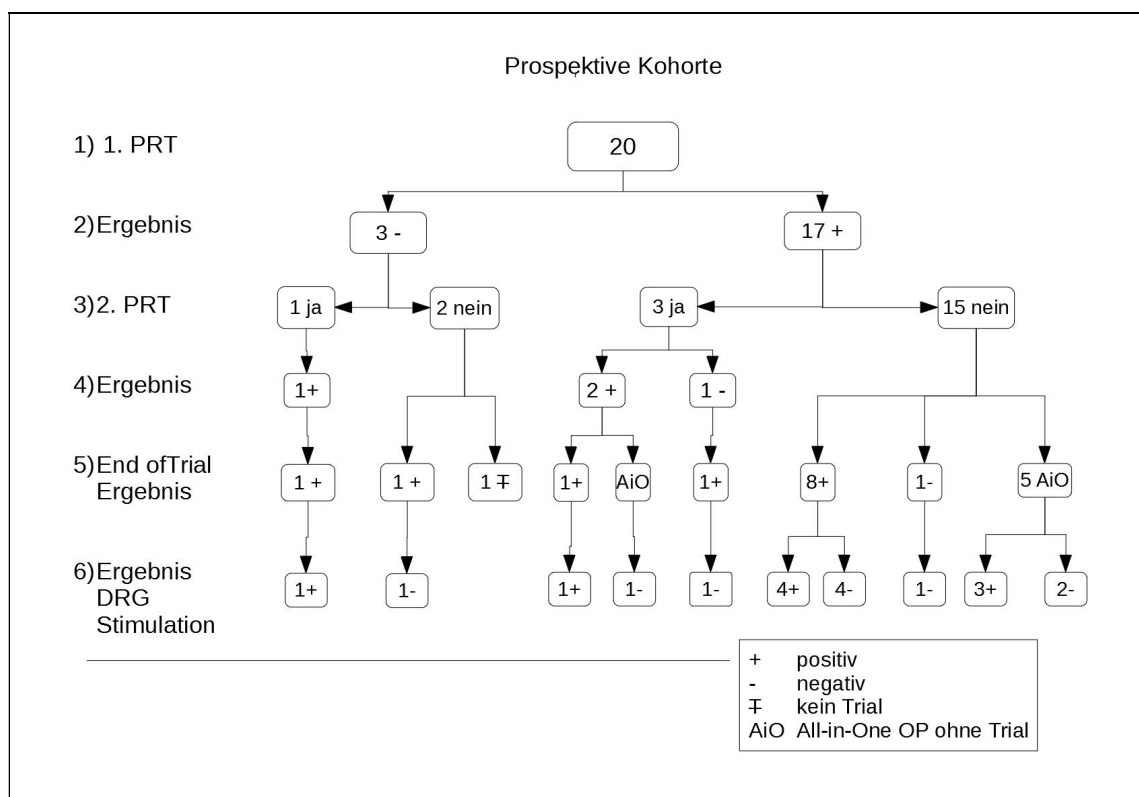 Prospektive Kohorte
1) 1. PRT
20
2)Ergebnis
3 -
17 +
3)2. PRT
1 ja
2 nein
3 ja
15 nein
4)Ergebnis
1+
2 +
1 -
5)End ofTrial
Ergebnis
1 +
1 +
1 T̶
1+
AiO
1+
8+
1-
5 AiO
6)Ergebnis
DRG
Stimulation
1+
1-
1+
1-
1-
4+
4-
1-
3+
2-
+ positiv
- negativ
T̶ kein Trial
AiO All-in-One OP ohne Trial